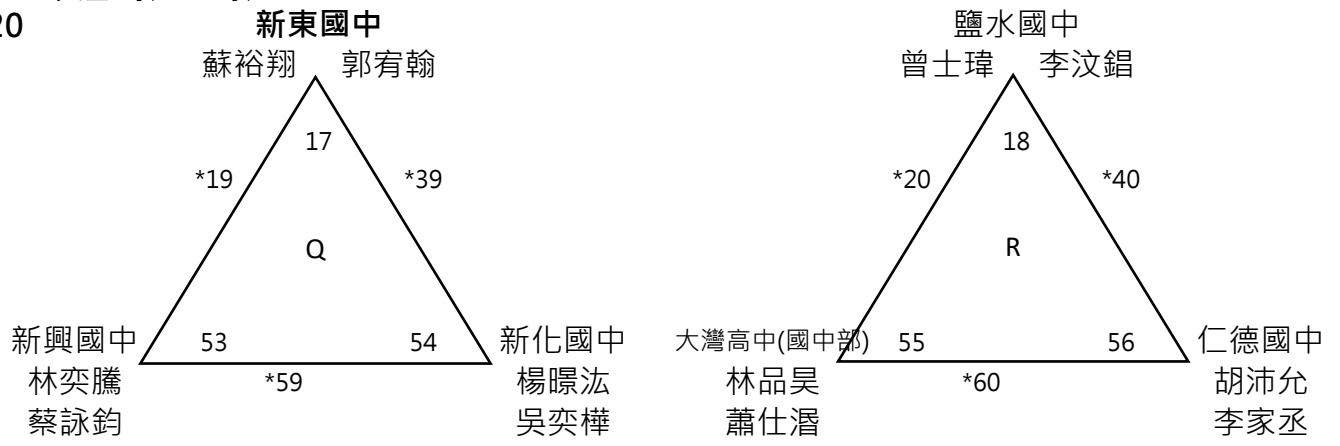 20
新東國中
蘇裕翔 郭宥翰
17
*19
*39
Q
新興國中
53
54
新化國中
林奕騰
*59
楊暻汯
蔡詠鈞
吳奕樺
鹽水國中
曾士瑋 李汶錩
18
*20
*40
R
大灣高中(國中部)
55
56
仁德國中
林品昊
*60
胡沛允
蕭仕湣
李家丞